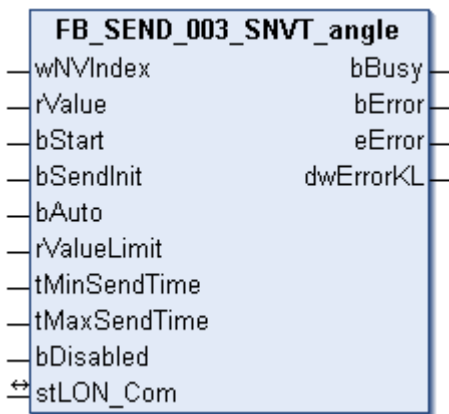 FB_SEND_003_SNVT_angle
wNVIndex bBusy
rValue bError
bStart eError
bSendInit dwErrorKL
bAuto
rValueLimit
tMinSendTime
tMaxSendTime
bDisabled
stLON_Com